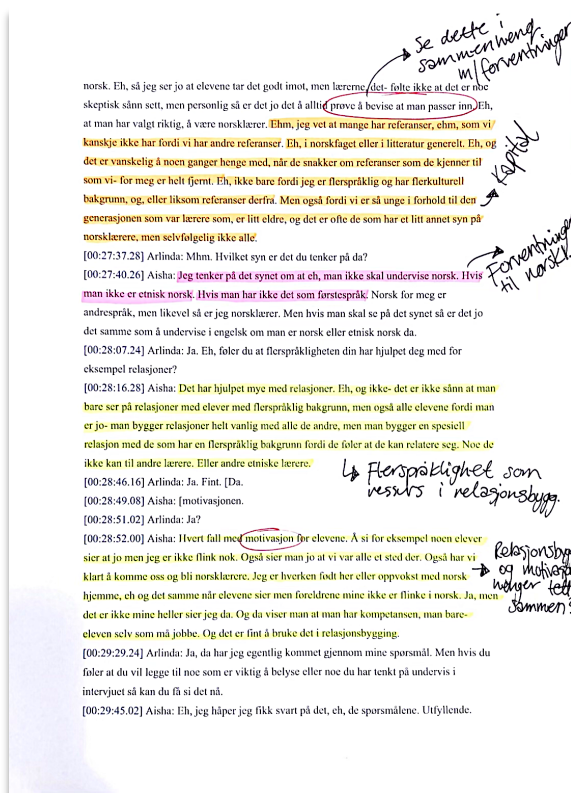 Se dette i
sammenheng
m/forventninger
norsk. Eh, så jeg ser jo at elevene tar det godt imot, men lærerne, det- følte ikke at det er noe
skeptisk sånn sett, men personlig så er det jo det å alltid prøve å bevise at man passer inn. Eh,
at man har valgt riktig, å være norsklærer. Ehm, jeg vet at mange har referanser, ehm, som vi
kanskje ikke har fordi vi har andre referanser. Eh, i norskfaget eller i litteratur generelt. Eh, og
det er vanskelig å noen ganger henge med, når de snakker om referanser som de kjenner til
som vi- for meg er helt fjernt. Eh, ikke bare fordi jeg er flerspråklig og har flerkulturell
bakgrunn, og, eller liksom referanser derfra. Men også fordi vi er så unge i forhold til den
generasjonen som var lærere som er, litt eldre, og det er ofte de som har et litt annet syn på
norsklærere, men selvfølgelig ikke alle.
Kapital
[00:27:37.28] Arlinda: Mhm. Hvilket syn er det du tenker på da?
[00:27:40.26] Aisha: Jeg tenker på det synet om at eh, man ikke skal undervise norsk. Hvis
man ikke er etnisk norsk. Hvis man har ikke det som førstespråk. Norsk for meg er
andrespråk, men likevel så er jeg norsklærer. Men hvis man skal se på det synet så er det jo
det samme som å undervise i engelsk om man er norsk eller etnisk norsk da.
Forventninger
til norskl.
[00:28:07.24] Arlinda: Ja. Eh, føler du at flerspråkligheten din har hjulpet deg med for
eksempel relasjoner?
[00:28:16.28] Aisha: Det har hjulpet mye med relasjoner. Eh, og ikke- det er ikke sånn at man
bare ser på relasjoner med elever med flerspråklig bakgrunn, men også alle elevene fordi man
er jo- man bygger relasjoner helt vanlig med alle de andre, men man bygger en spesiell
relasjon med de som har en flerspråklig bakgrunn fordi de føler at de kan relatere seg. Noe de
ikke kan til andre lærere. Eller andre etniske lærere.
Flerspråklighet som
ressurs i relasjonsbygg.
[00:28:46.16] Arlinda: Ja. Fint. [Da.
[00:28:49.08] Aisha: [motivasjonen.
[00:28:51.02] Arlinda: Ja?
[00:28:52.00] Aisha: Hvert fall med motivasjon for elevene. Å si for eksempel noen elever
sier at jo men jeg er ikke flink nok. Også sier man jo at vi var alle et sted der. Også har vi
klart å komme oss og bli norsklærere. Jeg er hverken født her eller oppvokst med norsk
hjemme, eh og det samme når elevene sier men foreldrene mine ikke er flinke i norsk. Ja, men
det er ikke mine heller sier jeg da. Og da viser man at man har kompetansen, man bare-
eleven selv som må jobbe. Og det er fint å bruke det i relasjonsbygging.
Relasjonsby
og motivasj
henger tett
sammen!
[00:29:29.24] Arlinda: Ja, da har jeg egentlig kommet gjennom mine spørsmål. Men hvis du
føler at du vil legge til noe som er viktig å belyse eller noe du har tenkt på undervis i
intervjuet så kan du få si det nå.
[00:29:45.02] Aisha: Eh, jeg håper jeg fikk svart på det, eh, de spørsmålene. Utfyllende.